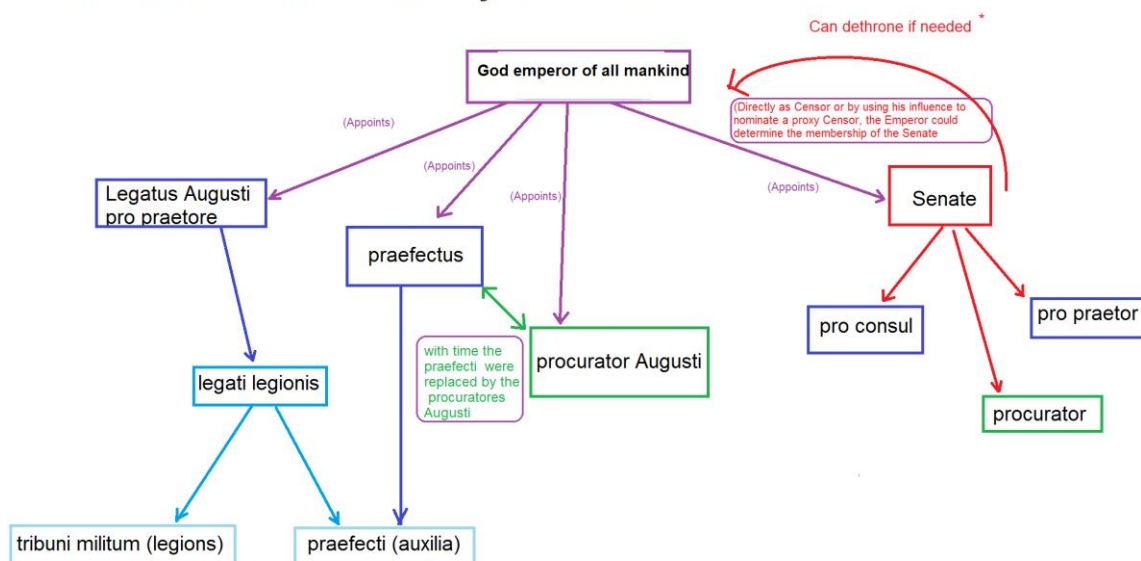 Can dethrone if needed *
God emperor of all mankind
(Directly as Censor or by using his influence to
nominate a proxy Censor, the Emperor could
determine the membership of the Senate
(Appoints)
(Appoints)
(Appoints)
(Appoints)
Legatus Augusti
pro praetore
Senate
praefectus
pro consul
pro praetor
with time the
praefecti were
replaced by the
procuratores
Augusti
procurator Augusti
legati legionis
procurator
tribuni militum (legions)
praefecti (auxilia)